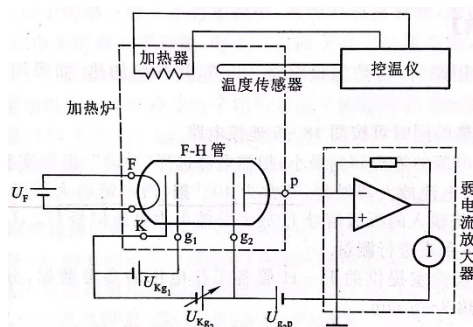 加热器
控温仪
温度传感器
加热炉
F-H管
F
P
U_F
K
g₁
g₂
+
I
弱电流放大器
U_Kg₁
U_Kg₂
U_g₂p